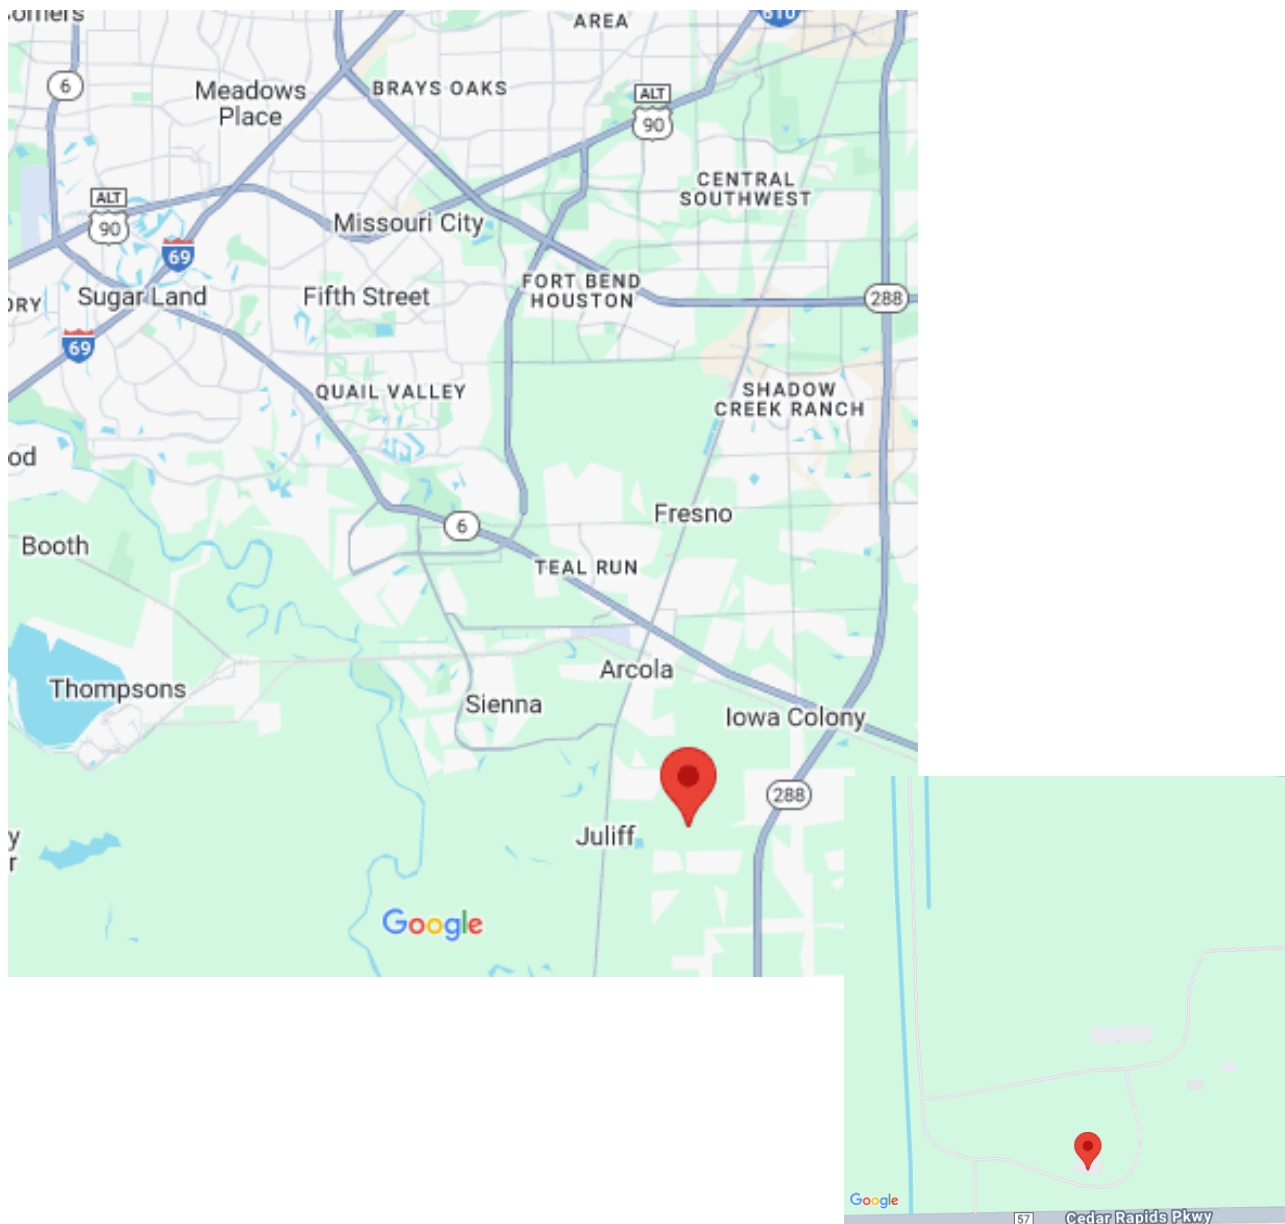 AREA
610
6
Meadows
Place
BRAYS OAKS
ALT
90
CENTRAL
SOUTHWEST
ALT
90
Missouri City
69
FORT BEND
HOUSTON
Sugar Land
Fifth Street
288
69
QUAIL VALLEY
SHADOW
CREEK RANCH
od
6
Fresno
Booth
TEAL RUN
Arcola
Thompsons
Sienna
Iowa Colony
288
Juliff
y
r
Google
Google
57
Cedar Rapids Pkwy